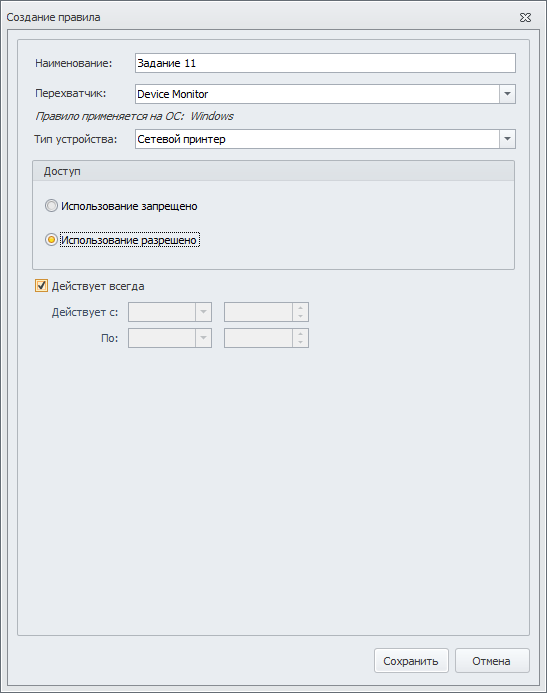 Создание правила
Наименование: Задание 11
Перехватчик: Device Monitor
Правило применяется на ОС: Windows
Тип устройства: Сетевой принтер
Доступ
Использование запрещено
Использование разрешено
Действует всегда
Действует с:
По:
Сохранить Отмена